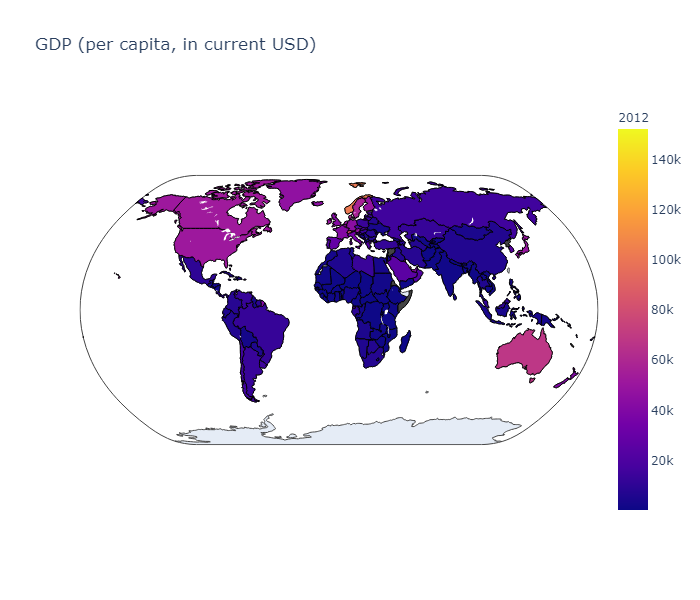 GDP (per capita, in current USD)
2012
140k
120k
100k
80k
60k
40k
20k